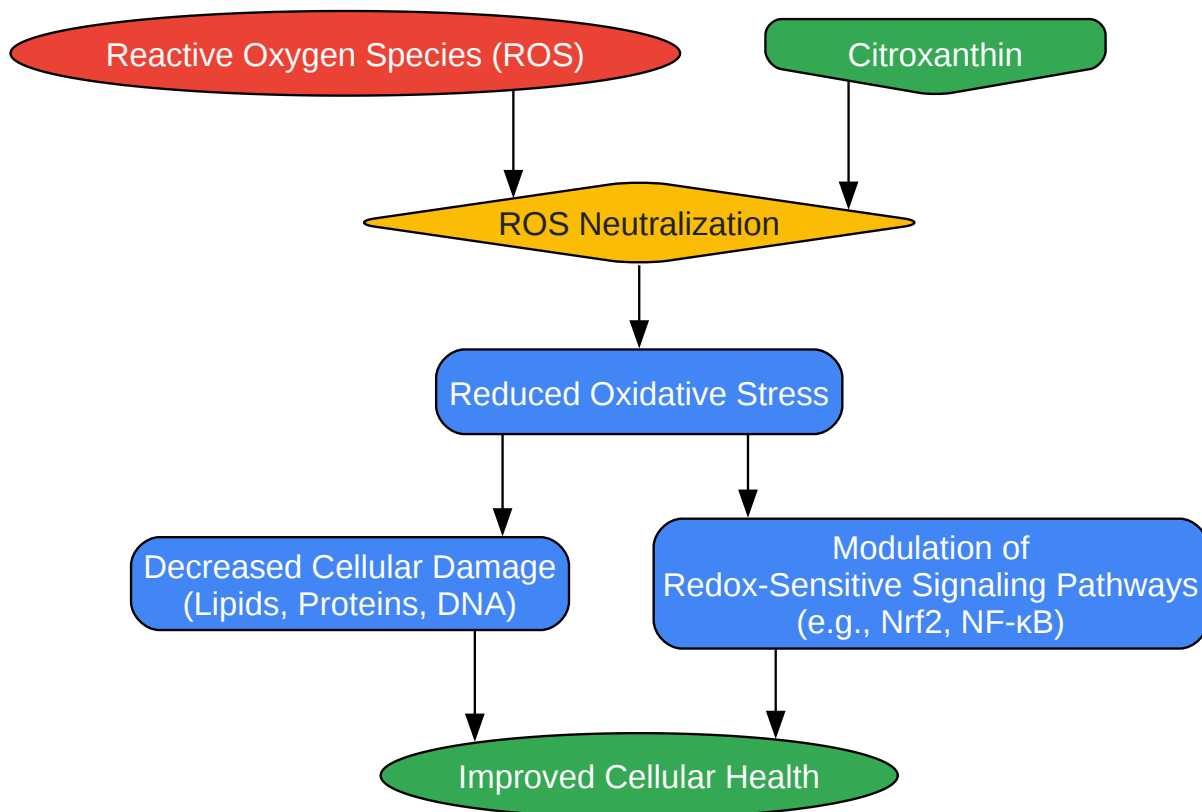 Reactive Oxygen Species (ROS)
Citroxanthin
ROS Neutralization
Reduced Oxidative Stress
Decreased Cellular Damage
(Lipids, Proteins, DNA)
Modulation of
Redox-Sensitive Signaling Pathways
(e.g., Nrf2, NF-κB)
Improved Cellular Health